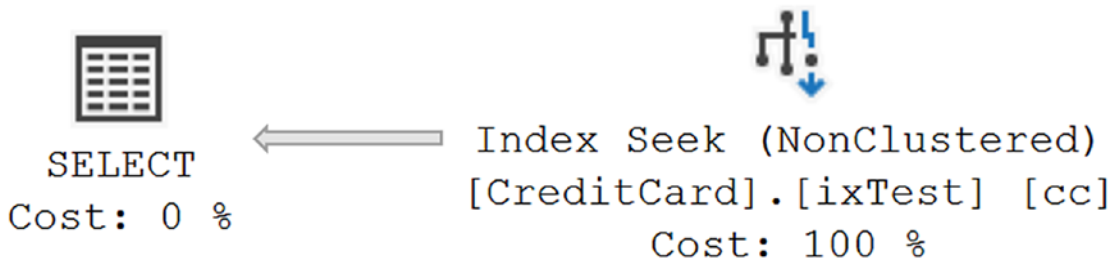 SELECT
Cost: 0 %
Index Seek (NonClustered)
[CreditCard].[ixTest] [cc]
Cost: 100 %